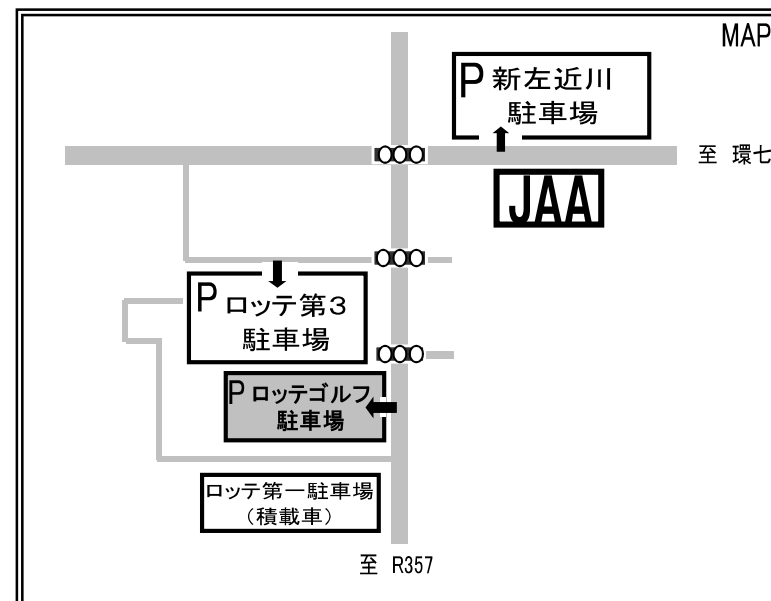 MAP
P 新左近川
駐車場
至 環七
JAA
P ロッテ第3
駐車場
P ロッテゴルフ
駐車場
ロッテ第一駐車場
(積載車)
至 R357